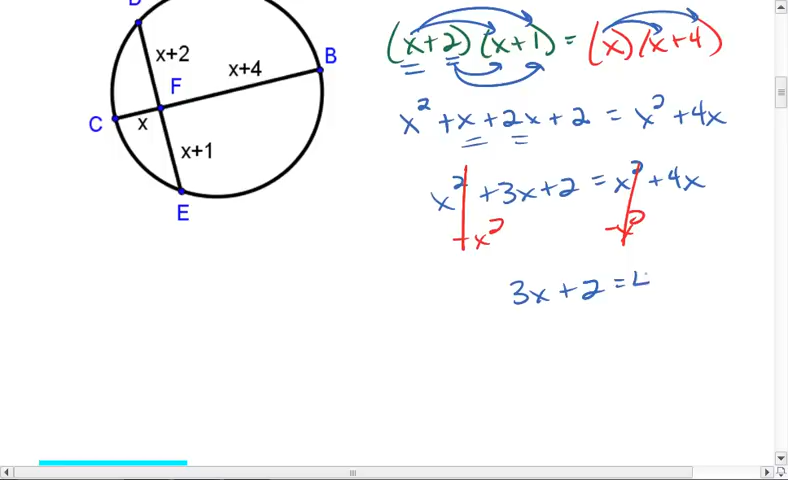 D
x+2
B
F
x+4
C
x
x+1
E
(x+2)(x+1) = (x)(x+4)
x² + x + 2x + 2 = x² + 4x
x² + 3x + 2 = x² + 4x
-x² -x²
3x + 2 = 4